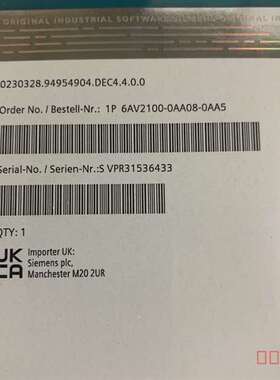 ORIGINAL INDUSTRIAL SOFTWARE
0230328.94954904.DEC4.4.0.0
Order No. / Bestell-Nr.: 1P 6AV2100-0AA08-0AA5
Serial-No. / Serien-Nr.:S VPR31536433
QTY: 1
UK
CA
Importer UK:
Siemens plc,
Manchester M20 2UR